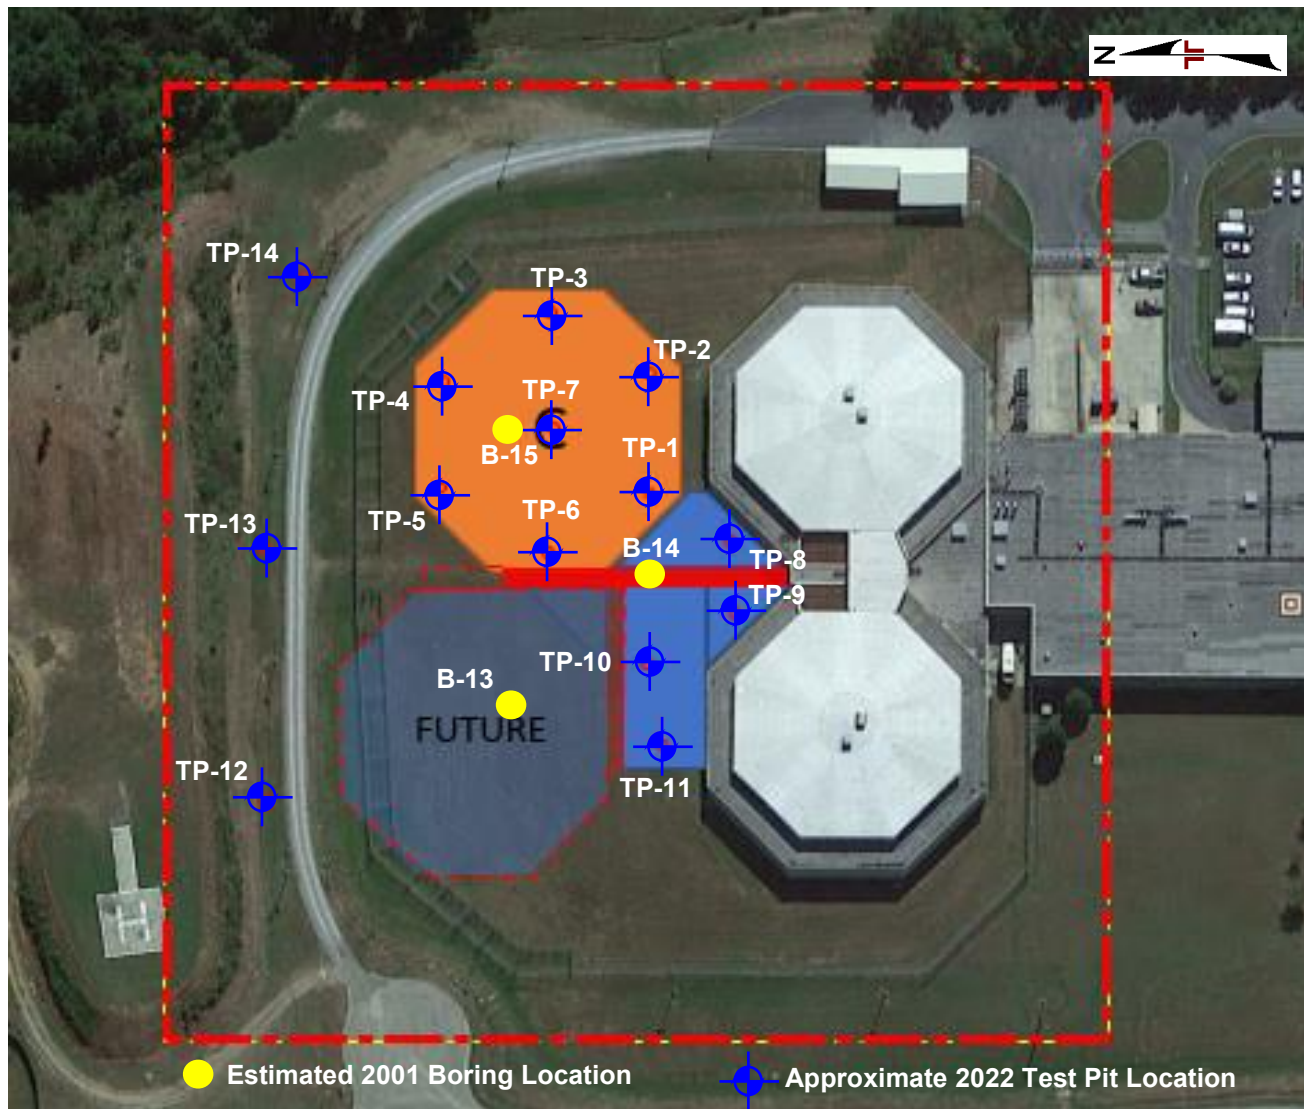 N
TP-14
TP-3
TP-2
TP-4
TP-7
C
B-15
TP-1
TP-5
TP-6
TP-13
B-14
TP-8
TP-9
TP-10
B-13
FUTURE
TP-12
TP-11
H
Estimated 2001 Boring Location
Approximate 2022 Test Pit Location